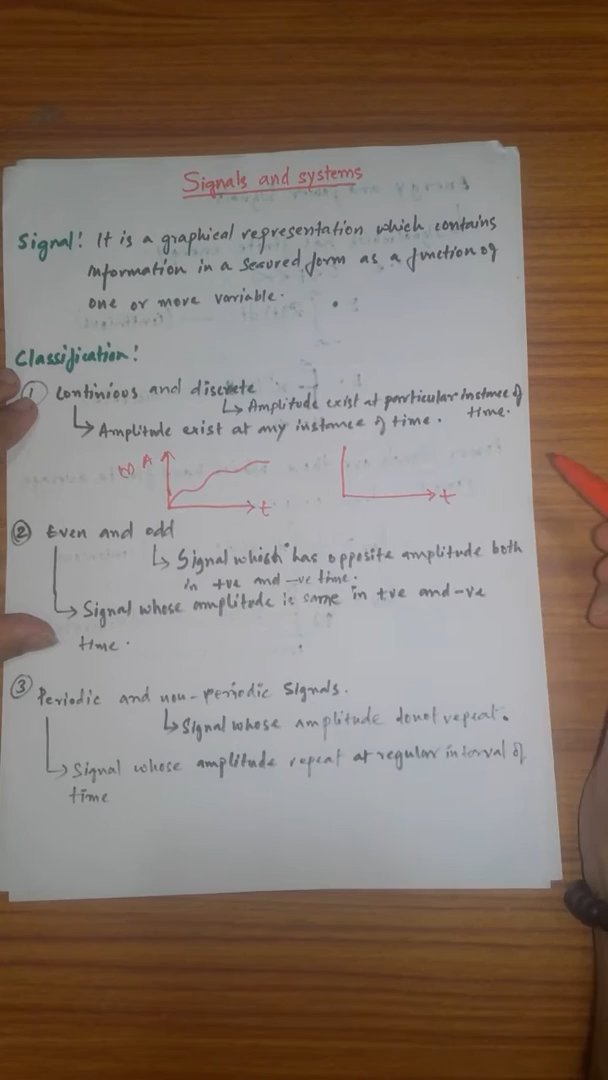 Signals and systems
Signal! It is a graphical representation which contains
information in a secured form as a function of
one or more variable.
Classification!
① Continious and discrete
↳ Amplitude exist at particular instance of
time.
↳ Amplitude exist at any instance of time.
A
t
t
② Even and odd
↳ Signal which has opposite amplitude both
in +ve and -ve time.
↳ Signal whose amplitude is same in +ve and -ve
time.
③ Periodic and non-periodic signals.
↳ Signal whose amplitude donot repeat.
↳ Signal whose amplitude repeat at regular interval of
time